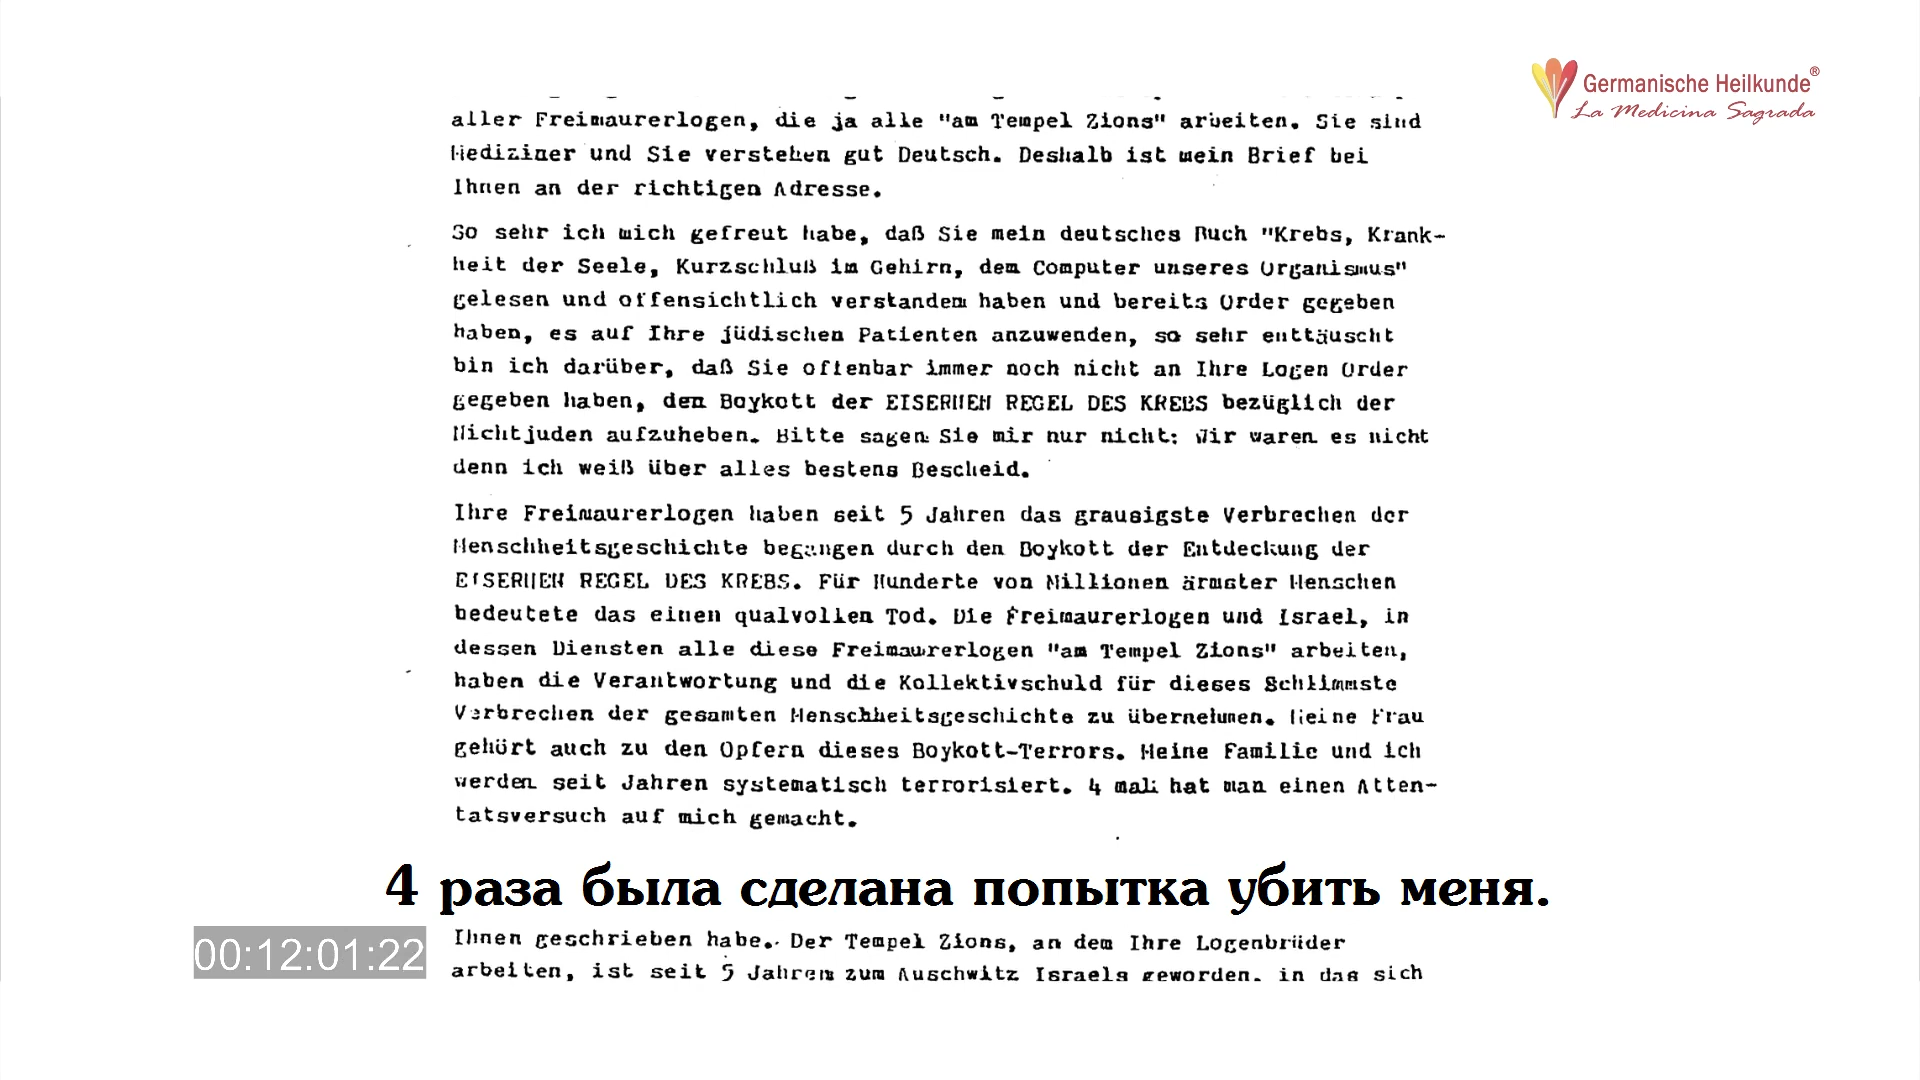 Germanische Heilkunde®
La Medicina Sagrada
aller Freimaurerlogen, die ja alle "am Tempel Zions" arbeiten. Sie sind
Mediziner und Sie verstehen gut Deutsch. Deshalb ist mein Brief bei
Ihnen an der richtigen Adresse.
So sehr ich mich gefreut habe, daß Sie mein deutsches Buch "Krebs, Krank-
heit der Seele, Kurzschluß im Gehirn, dem Computer unseres Organismus"
gelesen und offensichtlich verstanden haben und bereits Order gegeben
haben, es auf Ihre jüdischen Patienten anzuwenden, so sehr enttäuscht
bin ich darüber, daß Sie offenbar immer noch nicht an Ihre Logen Order
gegeben haben, den Boykott der EISERNEN REGEL DES KREBS bezüglich der
Nichtjuden aufzuheben. Bitte sagen Sie mir nur nicht: Wir waren es nicht
denn ich weiß über alles bestens Bescheid.
Ihre Freimaurerlogen haben seit 5 Jahren das grausigste Verbrechen der
Menschheitsgeschichte begangen durch den Boykott der Entdeckung der
EISERNEN REGEL DES KREBS. Für Hunderte von Millionen ärmster Menschen
bedeutete das einen qualvollen Tod. Die Freimaurerlogen und Israel, in
dessen Diensten alle diese Freimaurerlogen "am Tempel Zions" arbeiten,
haben die Verantwortung und die Kollektivschuld für dieses Schlimmste
Verbrechen der gesamten Menschheitsgeschichte zu übernehmen. Meine Frau
gehört auch zu den Opfern dieses Boykott-Terrors. Meine Familie und ich
werden seit Jahren systematisch terrorisiert. 4 mal hat man einen Atten-
tatsversuch auf mich gemacht.
4 раза была сделана попытка убить меня.
Ihnen geschrieben habe. Der Tempel Zions, an dem Ihre Logenbrüder
00:12:01:22
arbeiten, ist seit 5 Jahren zum Auschwitz Israels geworden, in das sich